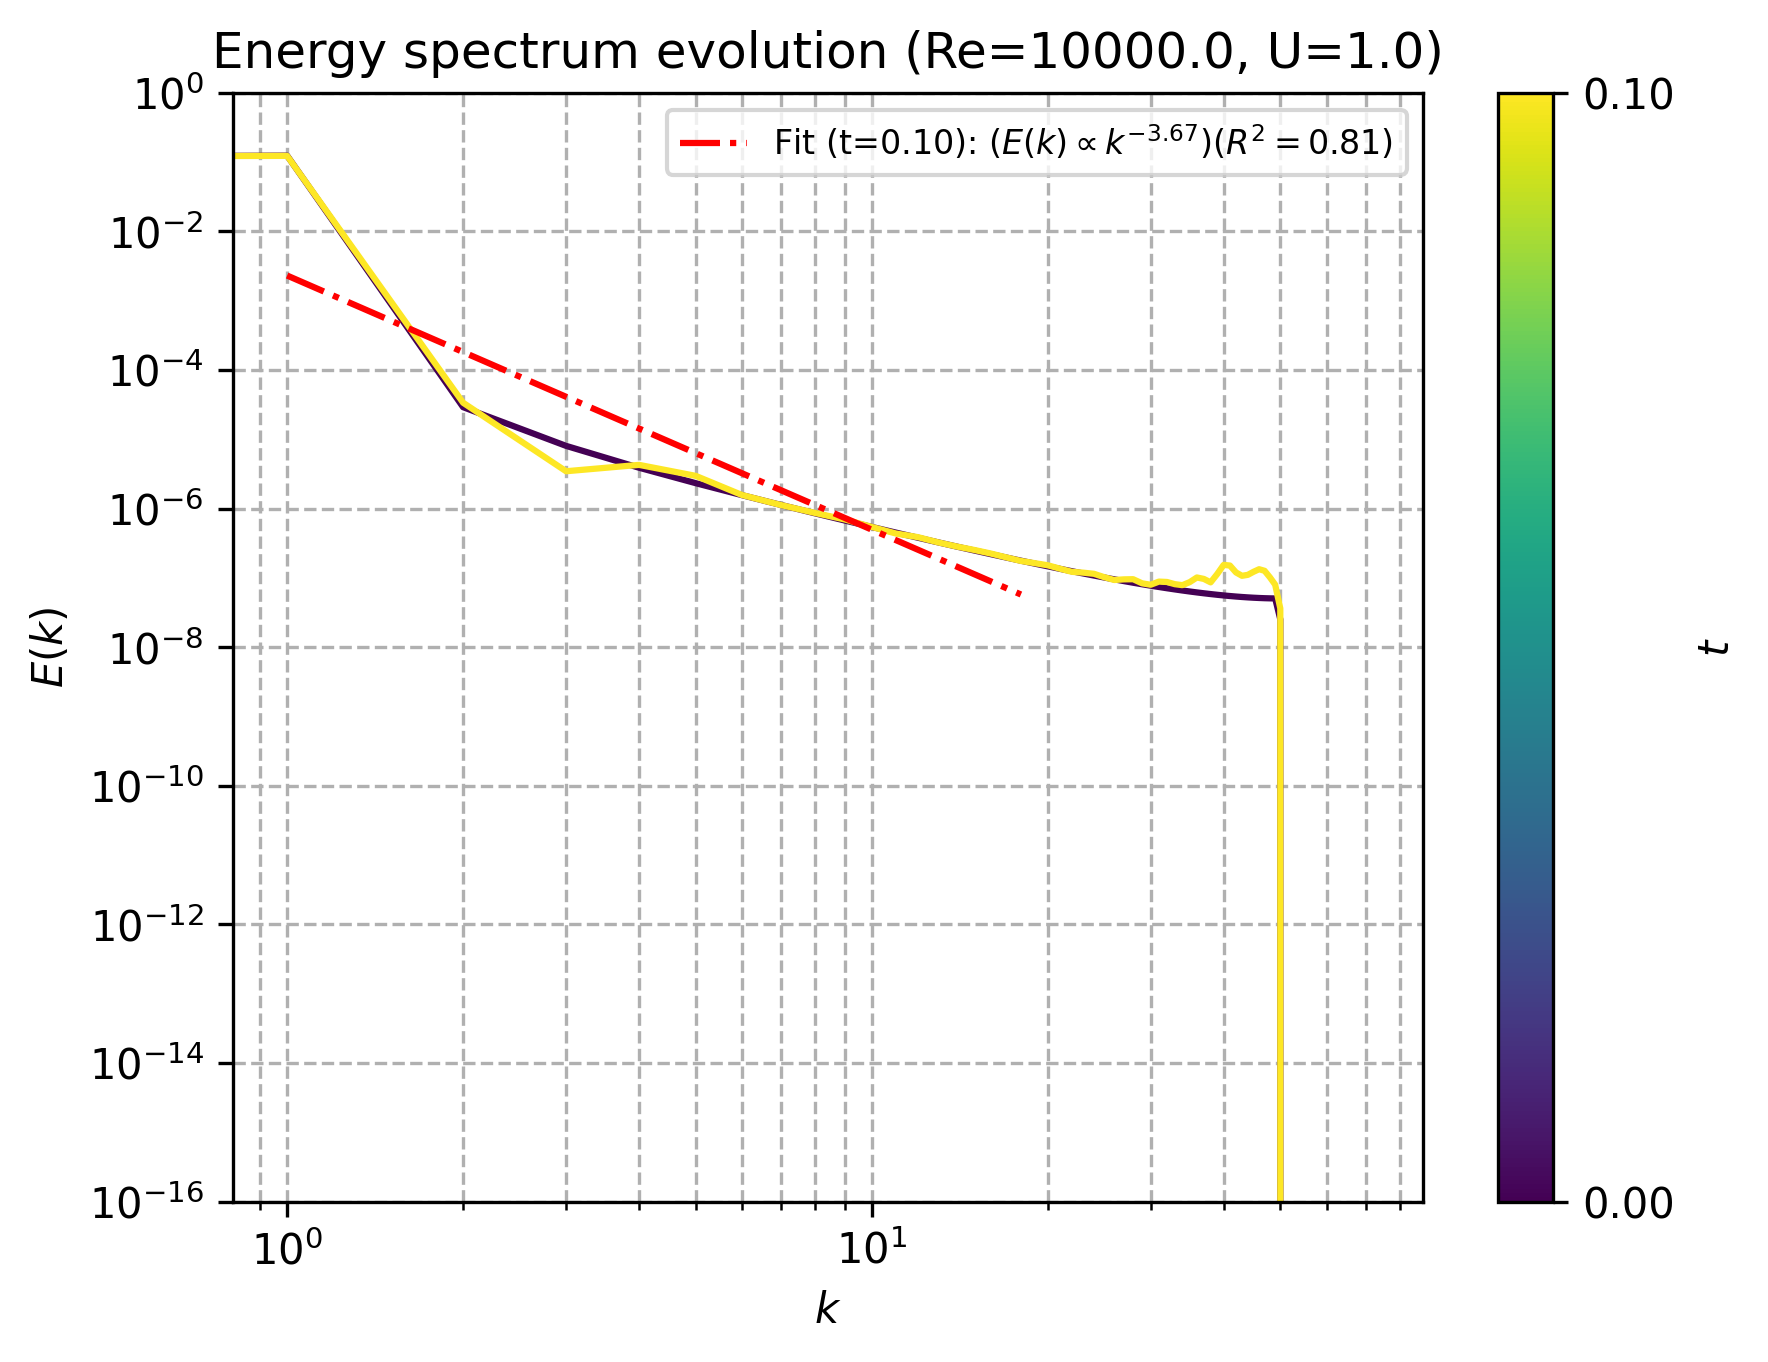 Energy spectrum evolution (Re=10000.0, U=1.0)
Fit (t=0.10): (E(k) ∝ k^{-3.67})(R^2 = 0.81)
10^0
10^{-2}
10^{-4}
10^{-6}
10^{-8}
10^{-10}
10^{-12}
10^{-14}
10^{-16}
E(k)
10^0
10^1
k
0.10
0.00
t